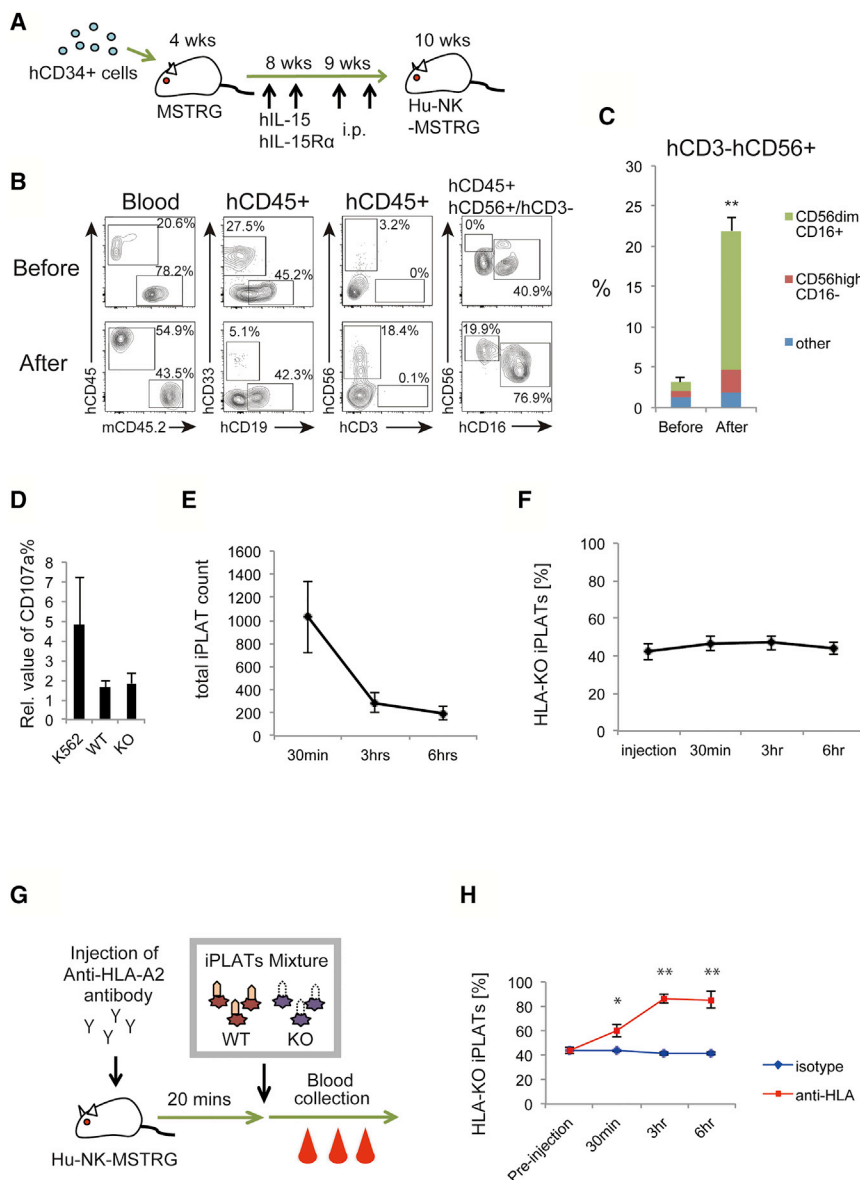 A
4 wks
10 wks
8 wks
9 wks
hCD34+ cells
MSTRG
hIL-15
hIL-15Rα
i.p.
Hu-NK
-MSTRG
B
Blood
hCD45+
hCD45+
hCD45+
hCD56+/hCD3-
Before
20.6%
78.2%
27.5%
45.2%
3.2%
0%
0%
40.9%
After
54.9%
43.5%
5.1%
42.3%
18.4%
0.1%
19.9%
76.9%
hCD45
hCD33
hCD56
hCD56
mCD45.2
hCD19
hCD3
hCD16
C
hCD3-hCD56+
%
30
25
20
15
10
5
0
**
Before
After
CD56dim
CD16+
CD56high
CD16-
other
D
Rel. value of CD107a%
8
7
6
5
4
3
2
1
0
K562
WT
KO
E
total iPLAT count
1600
1400
1200
1000
800
600
400
200
0
30min
3hrs
6hrs
F
HLA-KO iPLATs [%]
100
80
60
40
20
0
injection
30min
3hr
6hr
G
Injection of
Anti-HLA-A2
antibody
Y
Y
Y
Y
iPLATs Mixture
WT
KO
20 mins
Blood
collection
Hu-NK-MSTRG
H
HLA-KO iPLATs [%]
100
80
60
40
20
0
*
**
**
Pre-injection
30min
3hr
6hr
isotype
anti-HLA